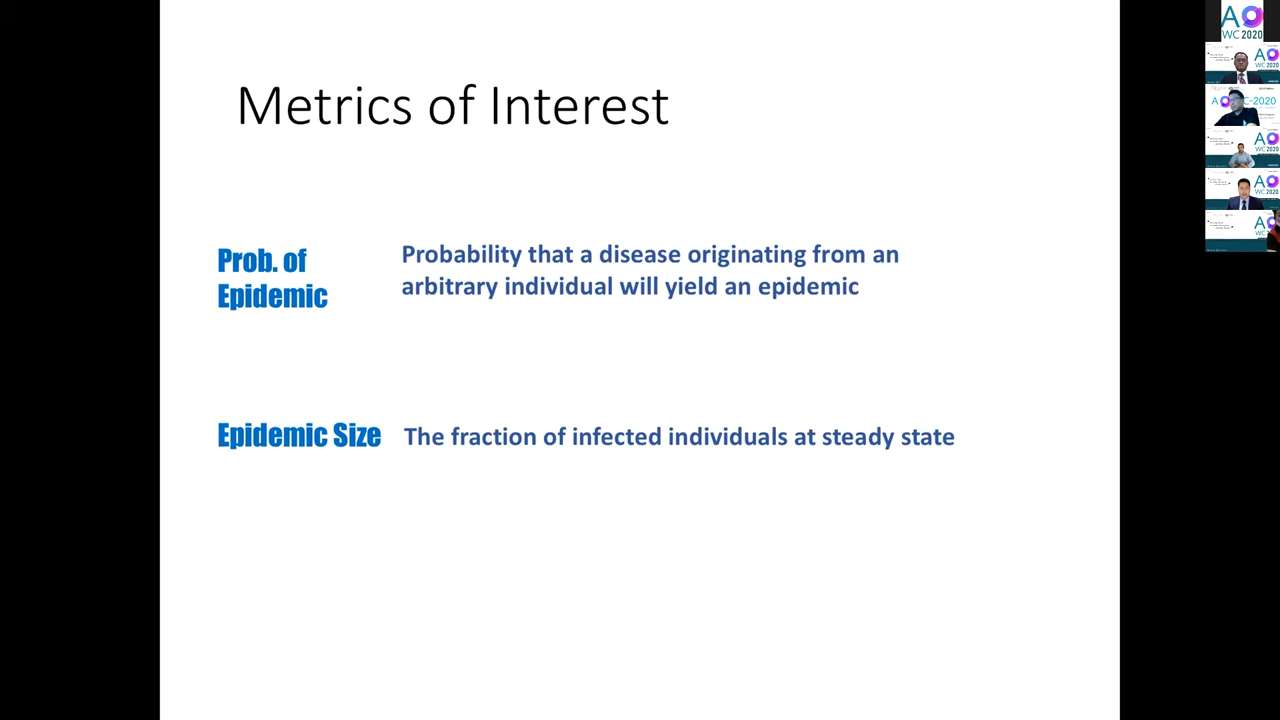 Metrics of Interest
Prob. of
Epidemic
Probability that a disease originating from an
arbitrary individual will yield an epidemic
Epidemic Size
The fraction of infected individuals at steady state
WC 2020
WC 2020
C-2020
WC 2020
WC 2020
WC